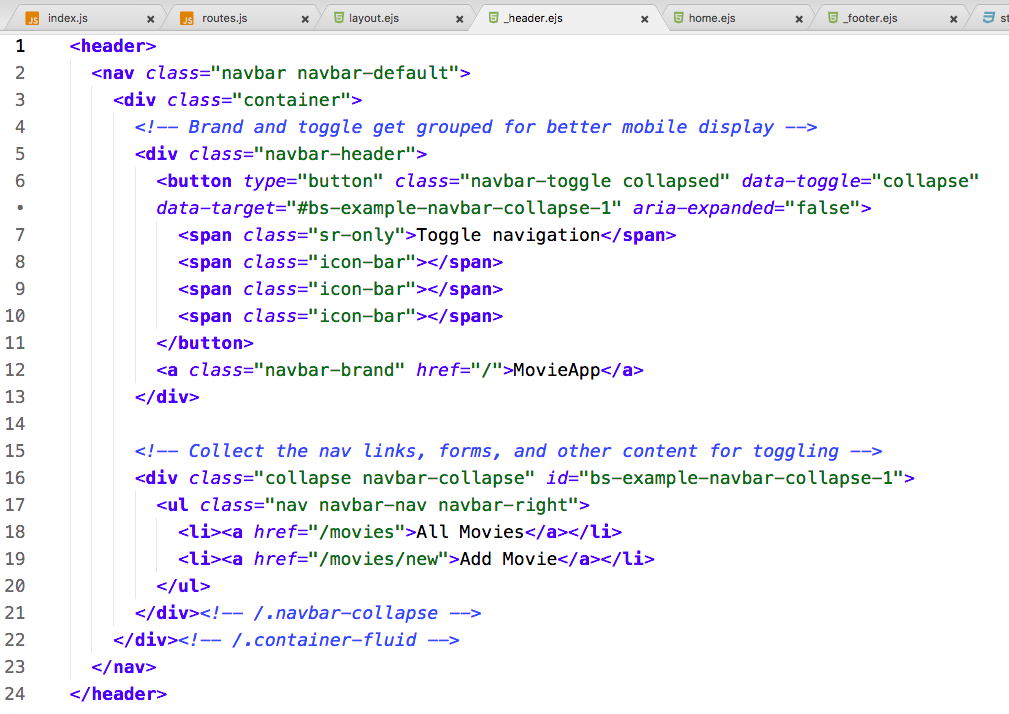 index.js × routes.js × layout.ejs × _header.ejs × home.ejs × _footer.ejs × st
1 <header>
2 <nav class="navbar navbar-default">
3 <div class="container">
4 <!-- Brand and toggle get grouped for better mobile display -->
5 <div class="navbar-header">
6 <button type="button" class="navbar-toggle collapsed" data-toggle="collapse"
• data-target="#bs-example-navbar-collapse-1" aria-expanded="false">
7 <span class="sr-only">Toggle navigation</span>
8 <span class="icon-bar"></span>
9 <span class="icon-bar"></span>
10 <span class="icon-bar"></span>
11 </button>
12 <a class="navbar-brand" href="/">MovieApp</a>
13 </div>
14
15 <!-- Collect the nav links, forms, and other content for toggling -->
16 <div class="collapse navbar-collapse" id="bs-example-navbar-collapse-1">
17 <ul class="nav navbar-nav navbar-right">
18 <li><a href="/movies">All Movies</a></li>
19 <li><a href="/movies/new">Add Movie</a></li>
20 </ul>
21 </div><!-- /.navbar-collapse -->
22 </div><!-- /.container-fluid -->
23 </nav>
24 </header>